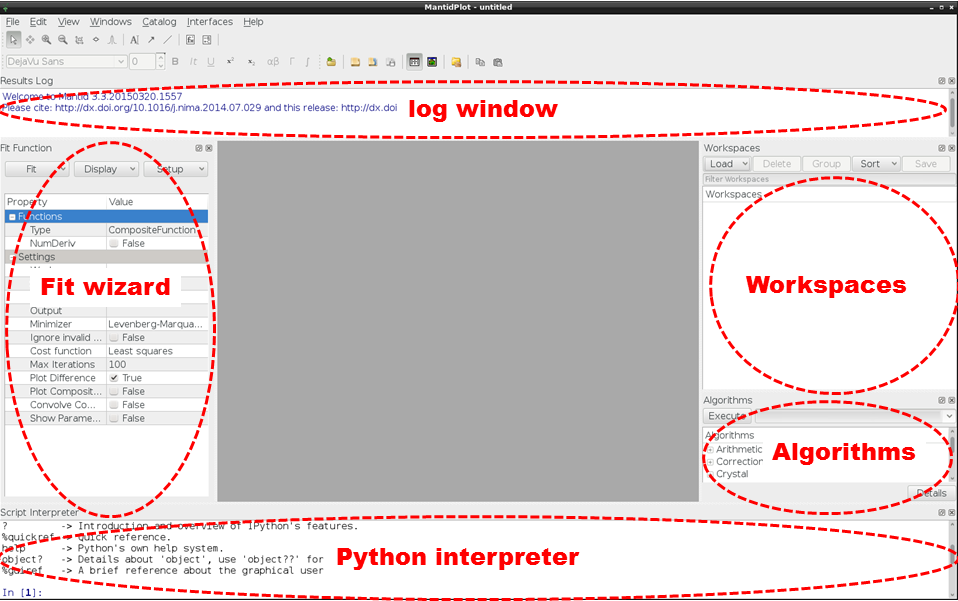 MantidPlot - untitled
File Edit View Windows Catalog Interfaces Help
DejaVu Sans 0 B It U x² x₂ αβ Γ ∫
Results Log
Welcome to Mantid 3.3.20150320.1557
Please cite: http://dx.doi.org/10.1016/j.nima.2014.07.029 and this release: http://dx.doi
log window
Fit Function
Fit Display Setup
Property Value
Functions
Type CompositeFunction
NumDeriv False
Settings
Fit wizard
Output
Minimizer Levenberg-Marqua...
Ignore invalid ... False
Cost function Least squares
Max Iterations 100
Plot Difference True
Plot Composit... False
Convolve Co... False
Show Parame... False
Workspaces
Load Delete Group Sort Save
Filter Workspaces
Workspaces
Workspaces
Algorithms
Execute
Algorithms
Arithmetic
Correction
Crystal
Algorithms
Details
Script Interpreter
? -> Introduction and overview of IPython's features.
%quickref -> Quick reference.
help -> Python's own help system.
object? -> Details about 'object', use 'object??' for
%guiref -> A brief reference about the graphical user
Python interpreter
In [1]: